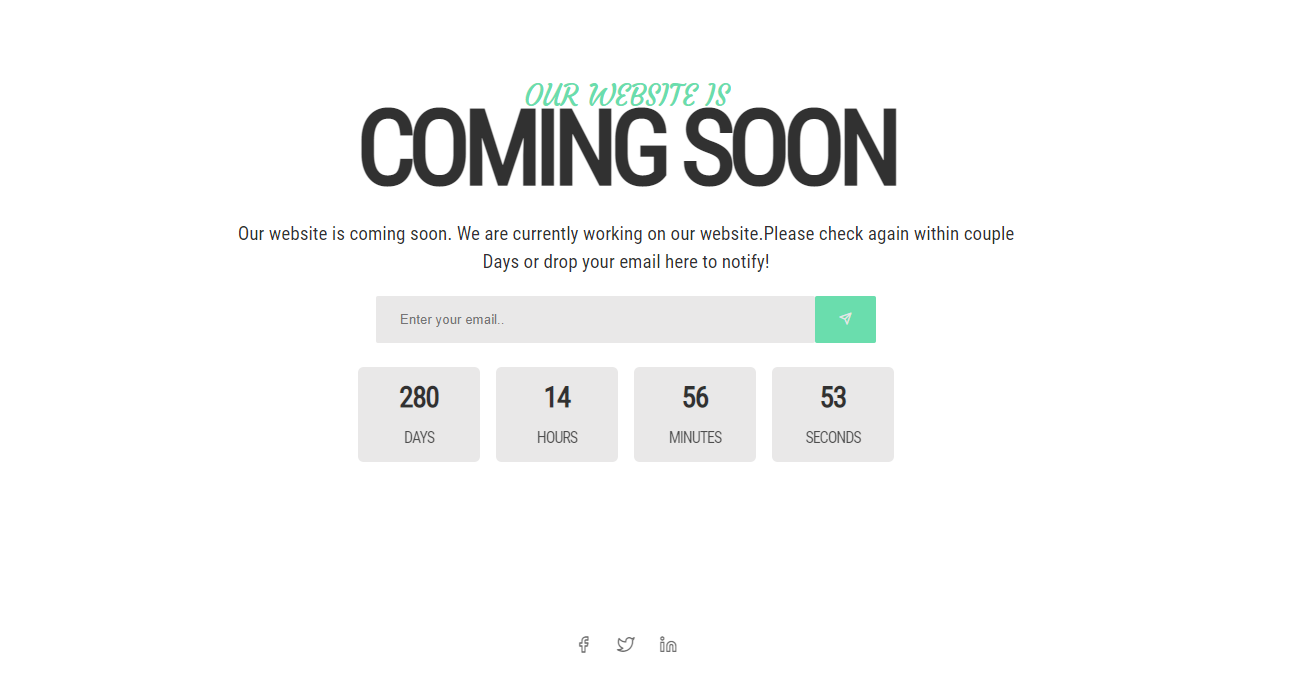 OUR WEBSITE IS
COMING SOON
Our website is coming soon. We are currently working on our website.Please check again within couple
Days or drop your email here to notify!
Enter your email..
280 14 56 53
DAYS HOURS MINUTES SECONDS